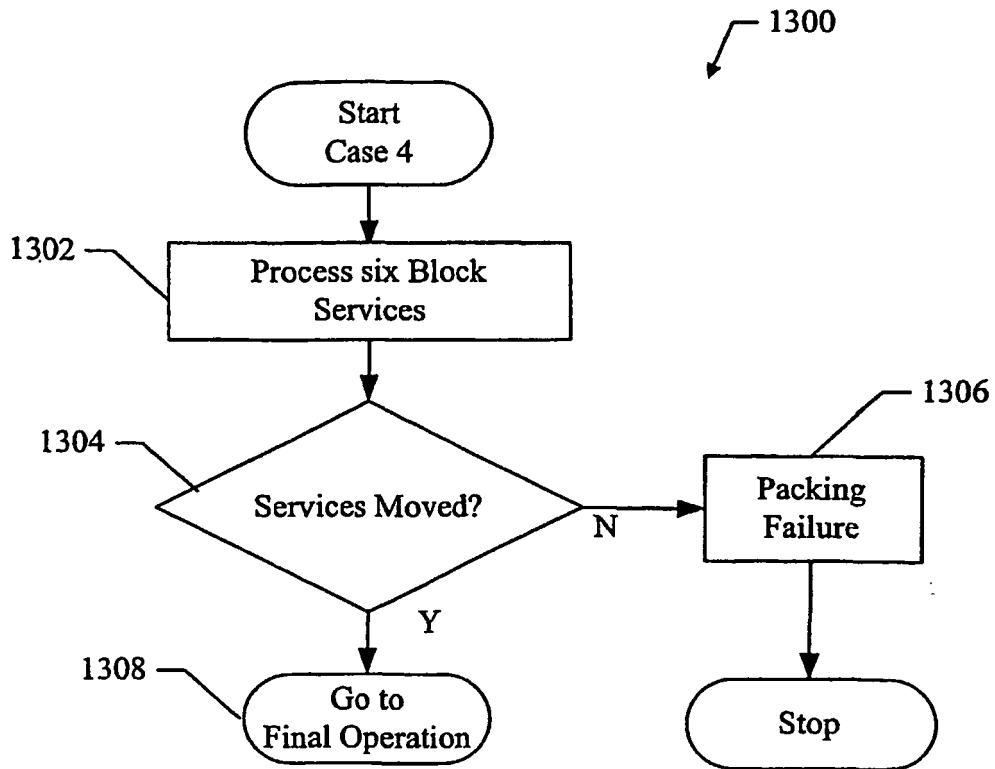 1300
Start
Case 4
1302
Process six Block
Services
1304
Services Moved?
N
Y
1306
Packing
Failure
1308
Go to
Final Operation
Stop